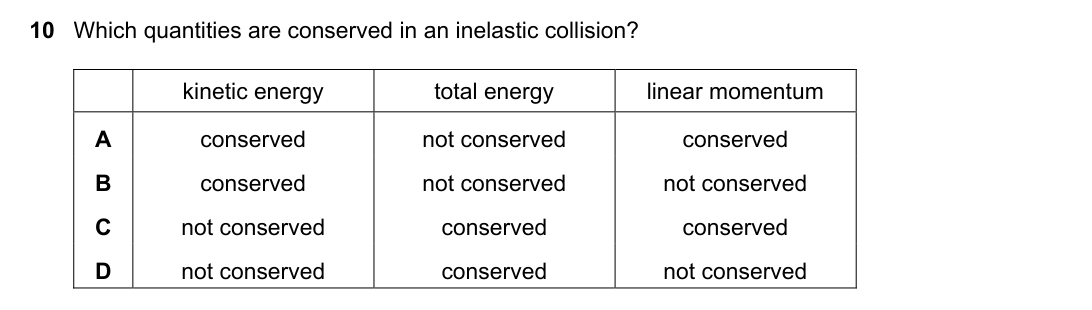 10 Which quantities are conserved in an inelastic collision?
kinetic energy total energy linear momentum
A conserved not conserved conserved
B conserved not conserved not conserved
C not conserved conserved conserved
D not conserved conserved not conserved